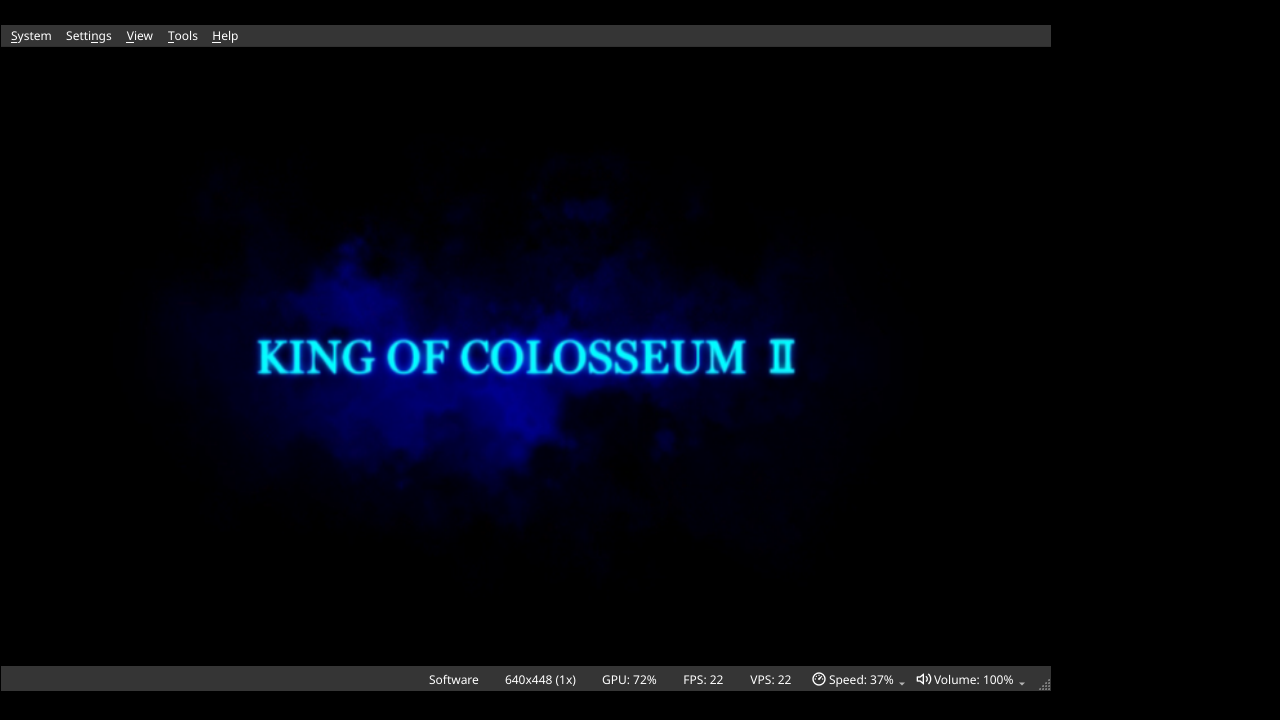 System Settings View Tools Help
KING OF COLOSSEUM Ⅱ
Software 640x448 (1x) GPU: 72% FPS: 22 VPS: 22 Speed: 37% Volume: 100%